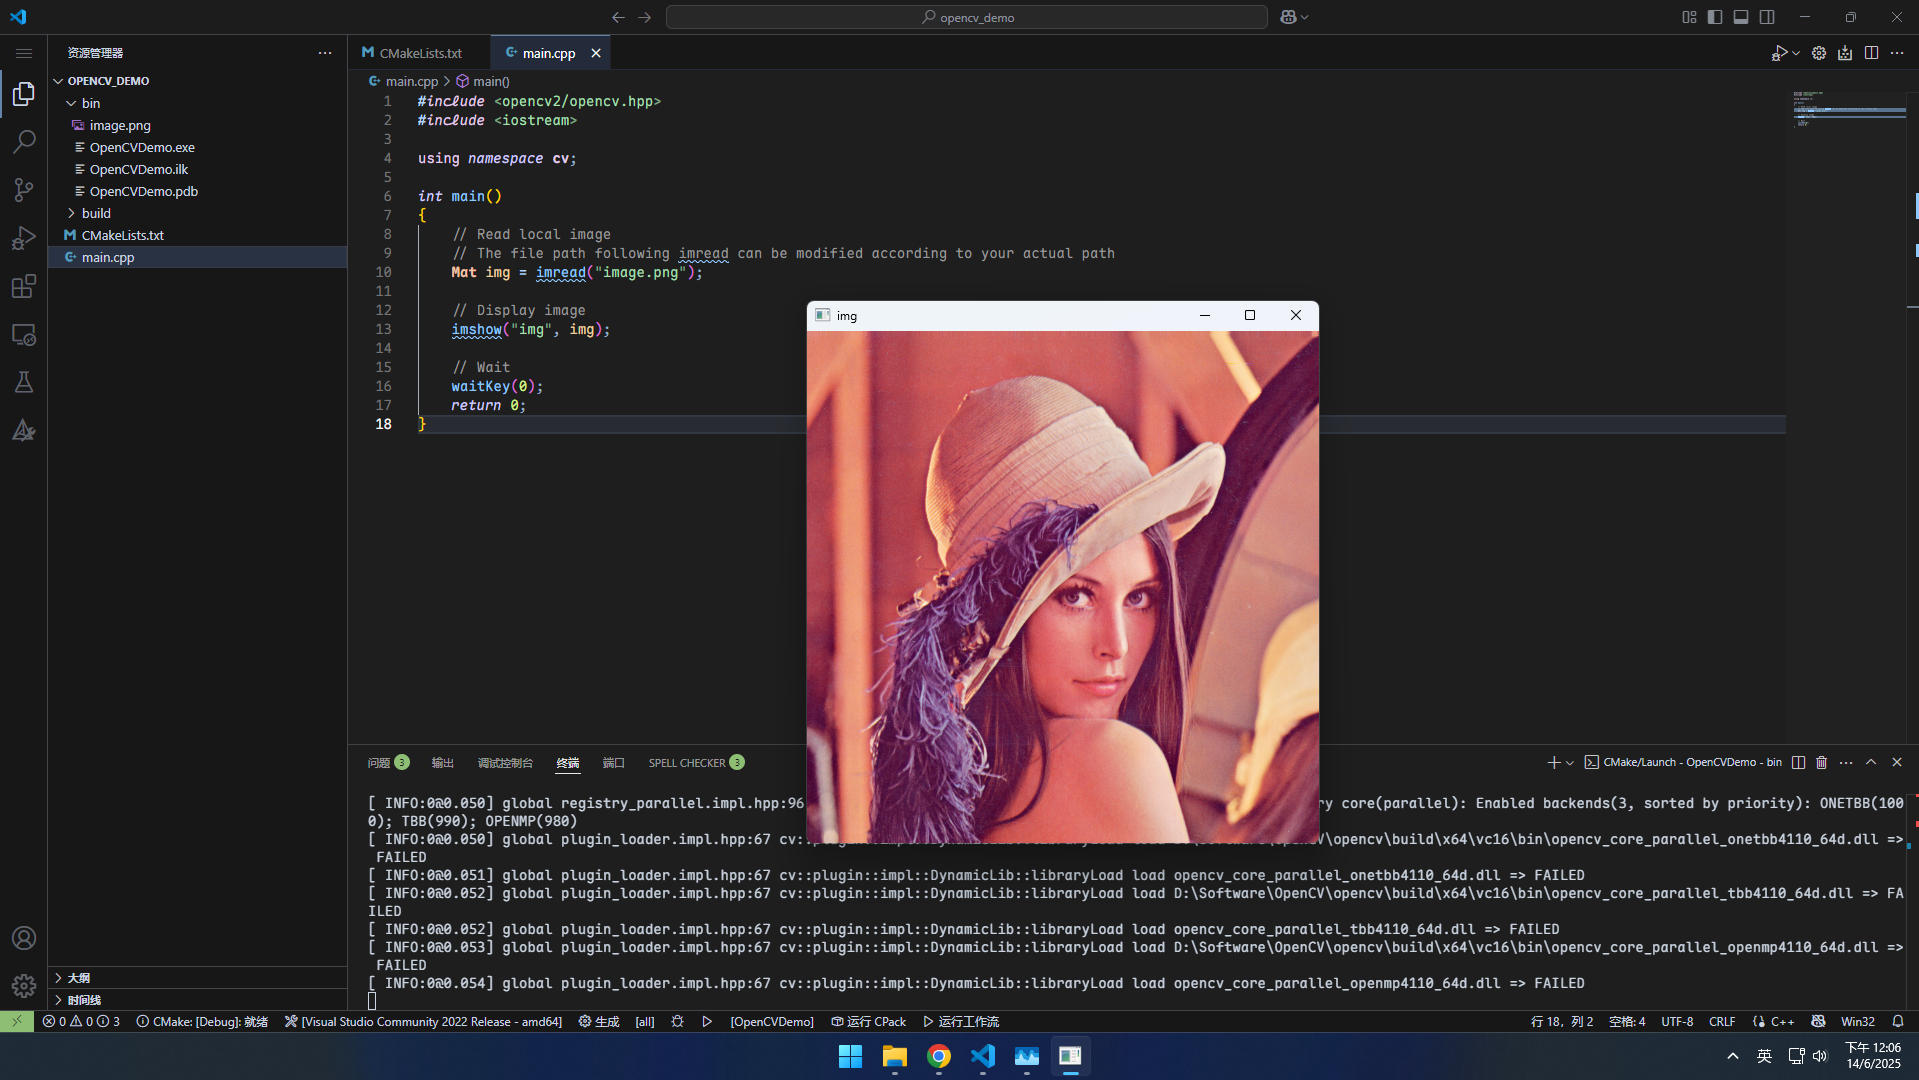 opencv_demo
资源管理器
OPENCV_DEMO
bin
image.png
OpenCVDemo.exe
OpenCVDemo.ilk
OpenCVDemo.pdb
build
CMakeLists.txt
main.cpp
大纲
时间线
CMakeLists.txt
main.cpp
main.cpp > main()
1 #include <opencv2/opencv.hpp>
2 #include <iostream>
3
4 using namespace cv;
5
6 int main()
7 {
8 // Read local image
9 // The file path following imread can be modified according to your actual path
10 Mat img = imread("image.png");
11
12 // Display image
13 imshow("img", img);
14
15 // Wait
16 waitKey(0);
17 return 0;
18 }
img
问题 3 输出 调试控制台 终端 端口 SPELL CHECKER 3
CMake/Launch - OpenCVDemo - bin
[ INFO:0@0.050] global registry_parallel.impl.hpp:96 ry core(parallel): Enabled backends(3, sorted by priority): ONETBB(100
0); TBB(990); OPENMP(980)
[ INFO:0@0.050] global plugin_loader.impl.hpp:67 cv::plugin::impl::DynamicLib::libraryLoad load D:\Software\OpenCV\opencv\build\x64\vc16\bin\opencv_core_parallel_onetbb4110_64d.dll =>
FAILED
[ INFO:0@0.051] global plugin_loader.impl.hpp:67 cv::plugin::impl::DynamicLib::libraryLoad load opencv_core_parallel_onetbb4110_64d.dll => FAILED
[ INFO:0@0.052] global plugin_loader.impl.hpp:67 cv::plugin::impl::DynamicLib::libraryLoad load D:\Software\OpenCV\opencv\build\x64\vc16\bin\opencv_core_parallel_tbb4110_64d.dll => FA
ILED
[ INFO:0@0.052] global plugin_loader.impl.hpp:67 cv::plugin::impl::DynamicLib::libraryLoad load opencv_core_parallel_tbb4110_64d.dll => FAILED
[ INFO:0@0.053] global plugin_loader.impl.hpp:67 cv::plugin::impl::DynamicLib::libraryLoad load D:\Software\OpenCV\opencv\build\x64\vc16\bin\opencv_core_parallel_openmp4110_64d.dll =>
FAILED
[ INFO:0@0.054] global plugin_loader.impl.hpp:67 cv::plugin::impl::DynamicLib::libraryLoad load opencv_core_parallel_openmp4110_64d.dll => FAILED
0 0 3 CMake: [Debug]: 就绪 [Visual Studio Community 2022 Release - amd64] 生成 [all] [OpenCVDemo] 运行 CPack 运行工作流 行 18，列 2 空格: 4 UTF-8 CRLF {} C++ Win32
英
下午 12:06
14/6/2025